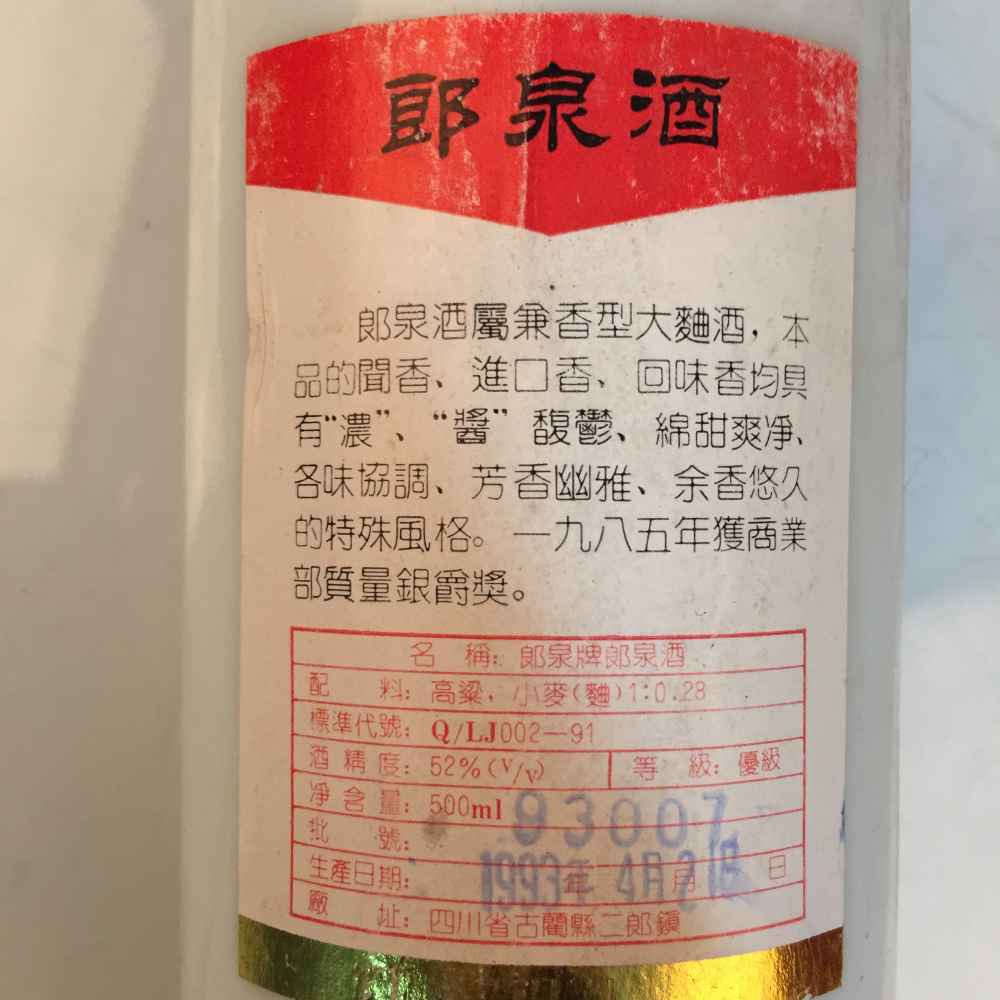 郎泉酒
郎泉酒屬兼香型大麯酒，本
品的聞香、進口香、回味香均具
有“濃”、“醬”馥鬱、綿甜爽凈、
各味協調、芳香幽雅、余香悠久
的特殊風格。一九八五年獲商業
部質量銀爵獎。
名 稱：郎泉牌郎泉酒
配 料：高粱、小麥（麯）1:0.28
標準代號：Q/LJ002—91
酒精度：52%(V/V) 等 級：優級
凈含量：500ml
批 號：93007
生產日期：1993年 4月 月 日
廠 址：四川省古藺縣二郎鎮